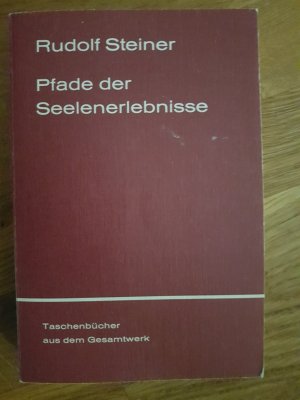 Rudolf Steiner
Pfade der
Seelenerlebnisse
Taschenbücher
aus dem Gesamtwerk